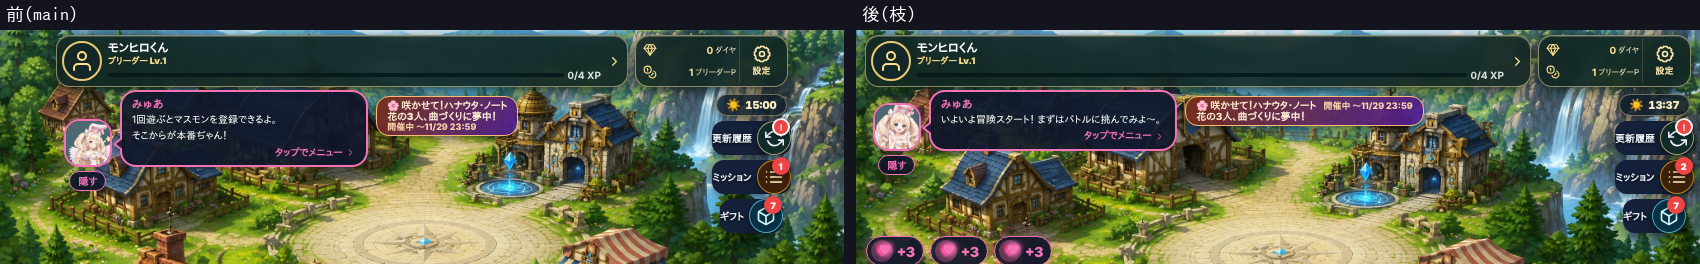 前(main)
モンヒロくん
ブリーダーLv.1
0/4 XP
0 ダイヤ
1 ブリーダーP
設定
みゅあ
1回遊ぶとマスモンを登録できるよ。
そこからが本番ぢゃん!
タップでメニュー
隠す
🌸 咲かせて!ハナウタ・ノート
花の3人、曲づくりに夢中!
開催中 〜11/29 23:59
15:00
更新履歴
!
ミッション
1
ギフト
7
後(枝)
モンヒロくん
ブリーダーLv.1
0/4 XP
0 ダイヤ
1 ブリーダーP
設定
みゅあ
いよいよ冒険スタート! まずはバトルに挑んでみよ〜。
タップでメニュー
隠す
🌸 咲かせて!ハナウタ・ノート 開催中 〜11/29 23:59
花の3人、曲づくりに夢中!
13:37
更新履歴
!
ミッション
2
ギフト
7
+3
+3
+3